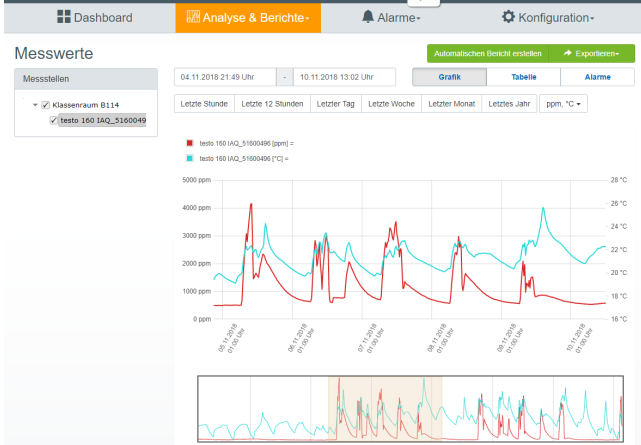 Dashboard
Analyse & Berichte
Alarme
Konfiguration
Messwerte
Automatischen Bericht erstellen
Exportieren
Messstellen
04.11.2018 21:49 Uhr - 10.11.2018 13:02 Uhr
Grafik
Tabelle
Alarme
Klassenraum B114
testo 160 IAQ_5160049
Letzte Stunde
Letzte 12 Stunden
Letzter Tag
Letzte Woche
Letzter Monat
Letztes Jahr
ppm, °C
testo 160 IAQ_51600496 [ppm] =
testo 160 IAQ_51600496 [°C] =
5000 ppm
4000 ppm
3000 ppm
2000 ppm
1000 ppm
0 ppm
28 °C
26 °C
24 °C
22 °C
20 °C
18 °C
16 °C
05.11.2018
01:00 Uhr
06.11.2018
01:00 Uhr
07.11.2018
01:00 Uhr
08.11.2018
01:00 Uhr
09.11.2018
01:00 Uhr
10.11.2018
01:00 Uhr